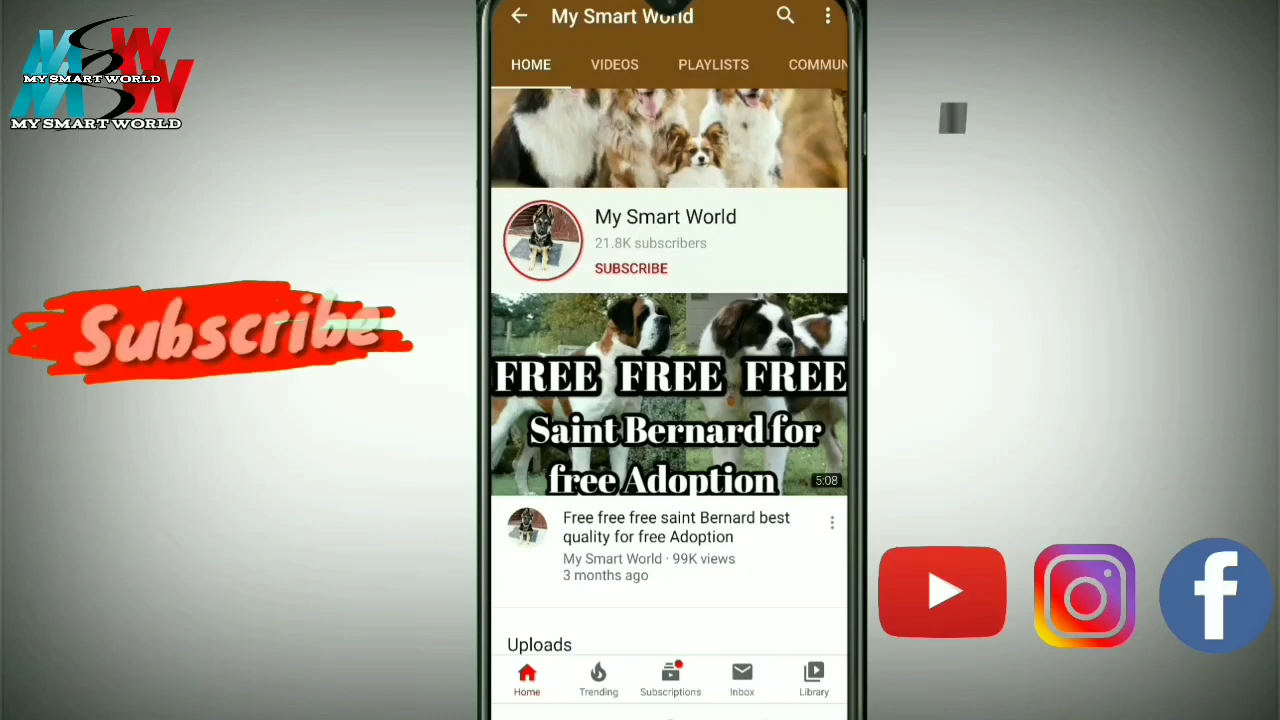 MY SMART WORLD
MY SMART WORLD
Subscribe
My Smart World
HOME VIDEOS PLAYLISTS COMMUN
My Smart World
21.8K subscribers
SUBSCRIBE
FREE FREE FREE
Saint Bernard for
free Adoption
5:08
Free free free saint Bernard best
quality for free Adoption
My Smart World · 99K views
3 months ago
Uploads
Home Trending Subscriptions Inbox Library